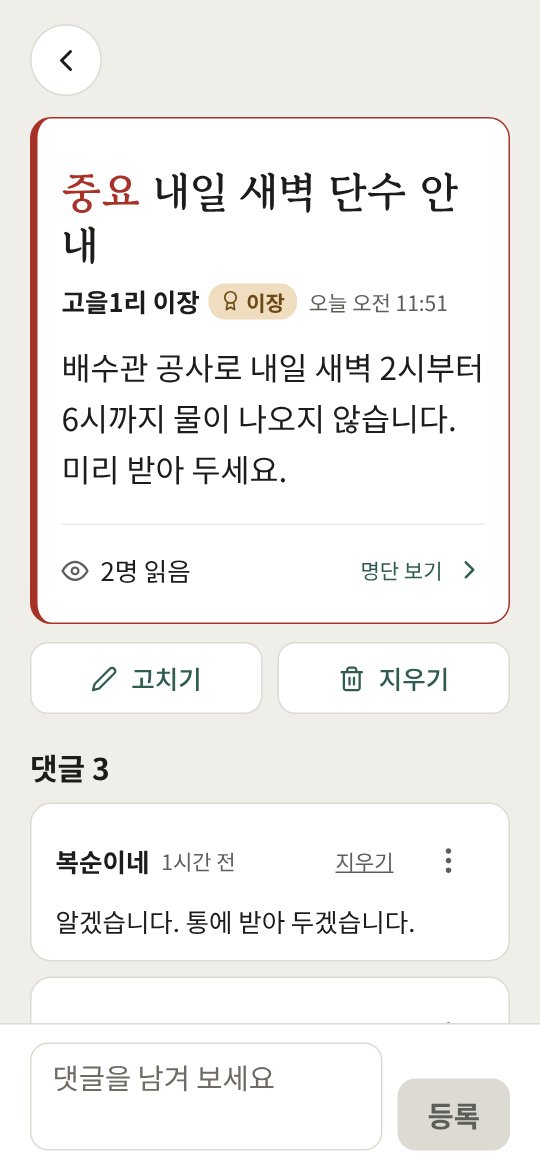 중요 내일 새벽 단수 안
내
고을1리 이장 이장 오늘 오전 11:51
배수관 공사로 내일 새벽 2시부터
6시까지 물이 나오지 않습니다.
미리 받아 두세요.
2명 읽음 명단 보기
고치기 지우기
댓글 3
복순이네 1시간 전 지우기
알겠습니다. 통에 받아 두겠습니다.
댓글을 남겨 보세요
등록